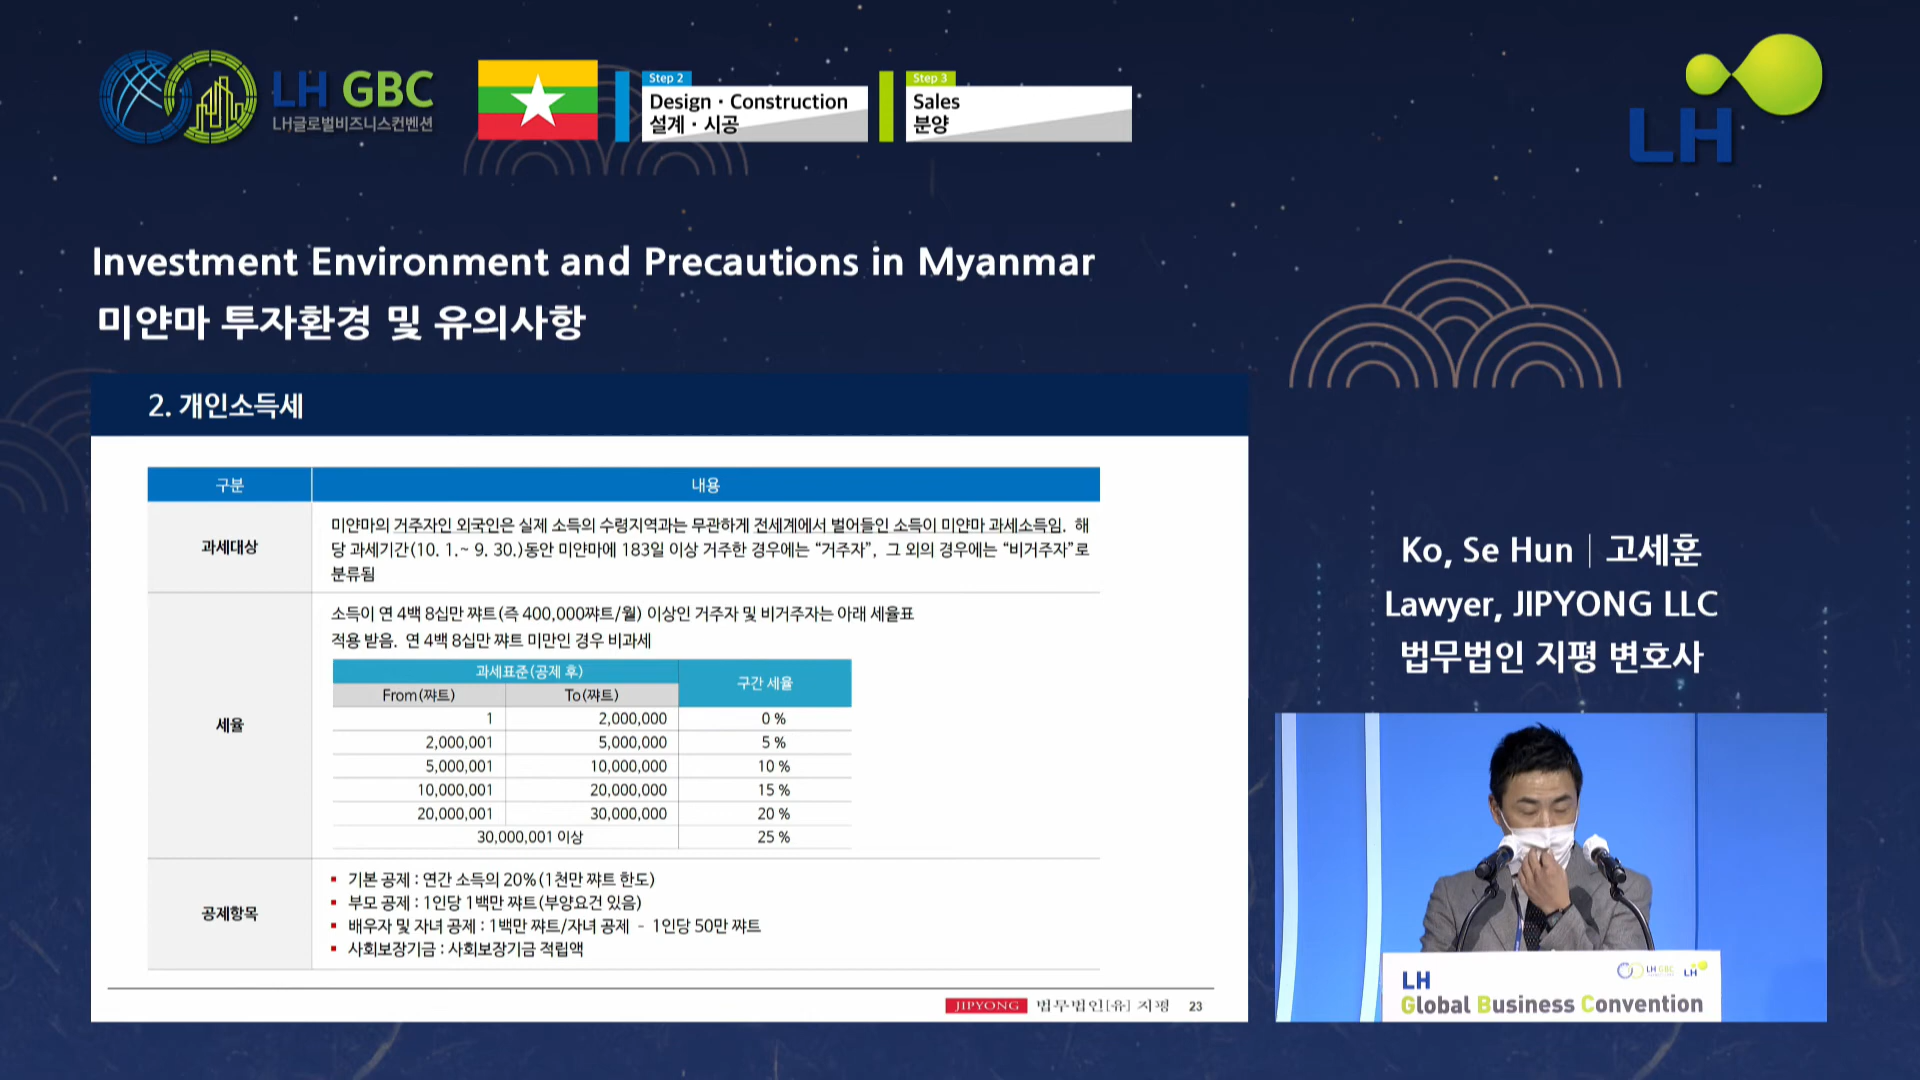 LH GBC
LH글로벌비즈니스컨벤션
Step 2
Design · Construction
설계 · 시공
Step 3
Sales
분양
LH
Investment Environment and Precautions in Myanmar
미얀마 투자환경 및 유의사항
2. 개인소득세
구분 내용
과세대상
미얀마의 거주자인 외국인은 실제 소득의 수령지역과는 무관하게 전세계에서 벌어들인 소득이 미얀마 과세소득임. 해
당 과세기간(10. 1.~ 9. 30.)동안 미얀마에 183일 이상 거주한 경우에는 “거주자”, 그 외의 경우에는 “비거주자”로
분류됨
세율
소득이 연 4백 8십만 쨔트(즉 400,000쨔트/월) 이상인 거주자 및 비거주자는 아래 세율표
적용 받음. 연 4백 8십만 쨔트 미만인 경우 비과세
과세표준(공제 후) 구간 세율
From(쨔트) To(쨔트)
1 2,000,000 0 %
2,000,001 5,000,000 5 %
5,000,001 10,000,000 10 %
10,000,001 20,000,000 15 %
20,000,001 30,000,000 20 %
30,000,001 이상 25 %
공제항목
기본 공제 : 연간 소득의 20%(1천만 쨔트 한도)
부모 공제 : 1인당 1백만 쨔트(부양요건 있음)
배우자 및 자녀 공제 : 1백만 쨔트/자녀 공제 - 1인당 50만 쨔트
사회보장기금 : 사회보장기금 적립액
JIPYONG 법무법인[유] 지평 23
Ko, Se Hun | 고세훈
Lawyer, JIPYONG LLC
법무법인 지평 변호사
LH GBC LH
LH
Global Business Convention